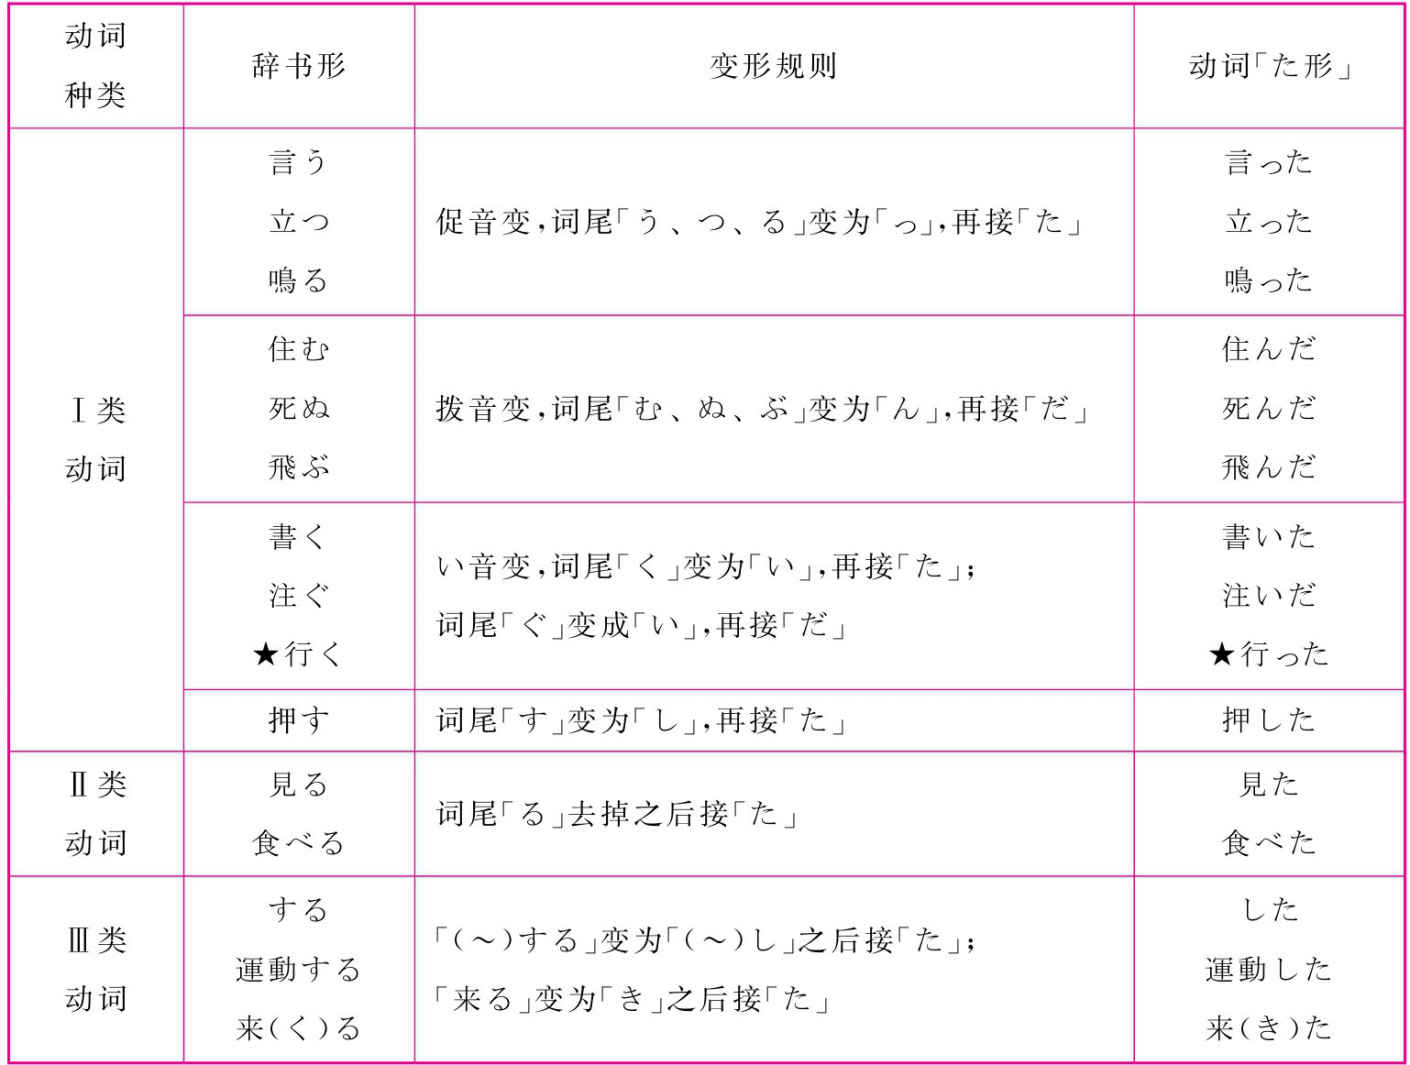 动词
种类
辞书形
变形规则
动词「た形」
Ⅰ类
动词
言う
立つ
鳴る
促音变,词尾「う、つ、る」变为「っ」,再接「た」
言った
立った
鳴った
住む
死ぬ
飛ぶ
拨音变,词尾「む、ぬ、ぶ」变为「ん」,再接「だ」
住んだ
死んだ
飛んだ
書く
注ぐ
★行く
い音变,词尾「く」变为「い」,再接「た」;
词尾「ぐ」变成「い」,再接「だ」
書いた
注いだ
★行った
押す
词尾「す」变为「し」,再接「た」
押した
Ⅱ类
动词
見る
食べる
词尾「る」去掉之后接「た」
見た
食べた
Ⅲ类
动词
する
運動する
来(く)る
「(～)する」变为「(～)し」之后接「た」;
「来る」变为「き」之后接「た」
した
運動した
来(き)た